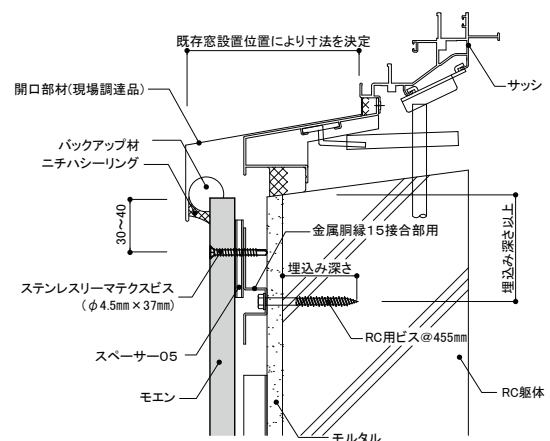 既存窓設置位置により寸法を決定
サッシ
開口部材(現場調達品)
バックアップ材
ニチハシーリング
30~40
金属胴縁15接合部用
埋込み深さ
埋込み深さ以上
ステンレスリーマテクスビス
(φ4.5mm×37mm)
RC用ビス@455mm
スペーサー05
モエン
RC躯体
モルタル